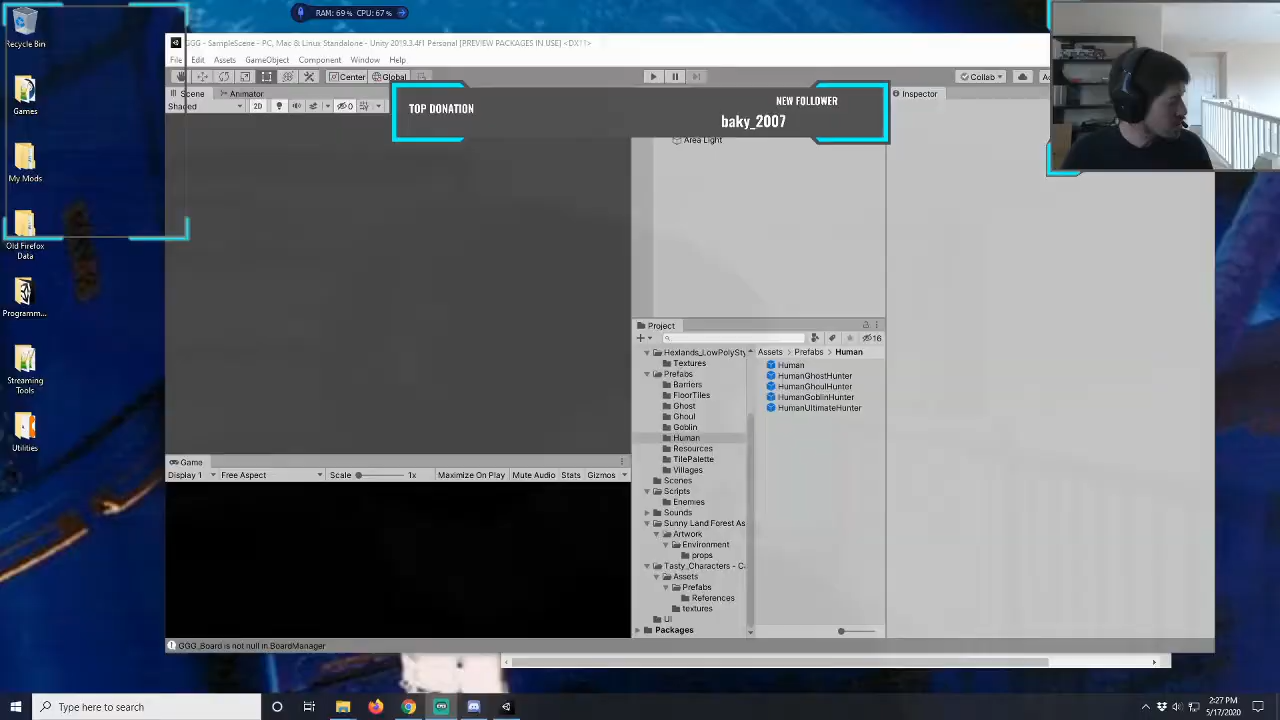 RAM: 69% CPU: 67%
Recycle Bin
Games
My Mods
Old Firefox
Data
Programm...
Streaming
Tools
Utilities
GGG - SampleScene - PC, Mac & Linux Standalone - Unity 2019.3.4f1 Personal [PREVIEW PACKAGES IN USE] <DX11>
File Edit Assets GameObject Component Window Help
Center Global Collab
Scene Animator Inspector
Shaded 2D 0
TOP DONATION
NEW FOLLOWER
baky_2007
Area Light
Project
16
Hexlands_LowPolySty
Textures
Prefabs
Barriers
FloorTiles
Ghost
Ghoul
Goblin
Human
Resources
TilePalette
Villages
Scenes
Scripts
Enemies
Sounds
Sunny Land Forest As
Artwork
Environment
props
Tasty_Characters - C
Assets
Prefabs
References
textures
UI
Packages
Assets > Prefabs > Human
Human
HumanGhostHunter
HumanGhoulHunter
HumanGoblinHunter
HumanUltimateHunter
Game
Display 1 Free Aspect Scale 1x Maximize On Play Mute Audio Stats Gizmos
GGG_Board is not null in.BoardManager
Type here to search
2:27 PM
5/17/2020